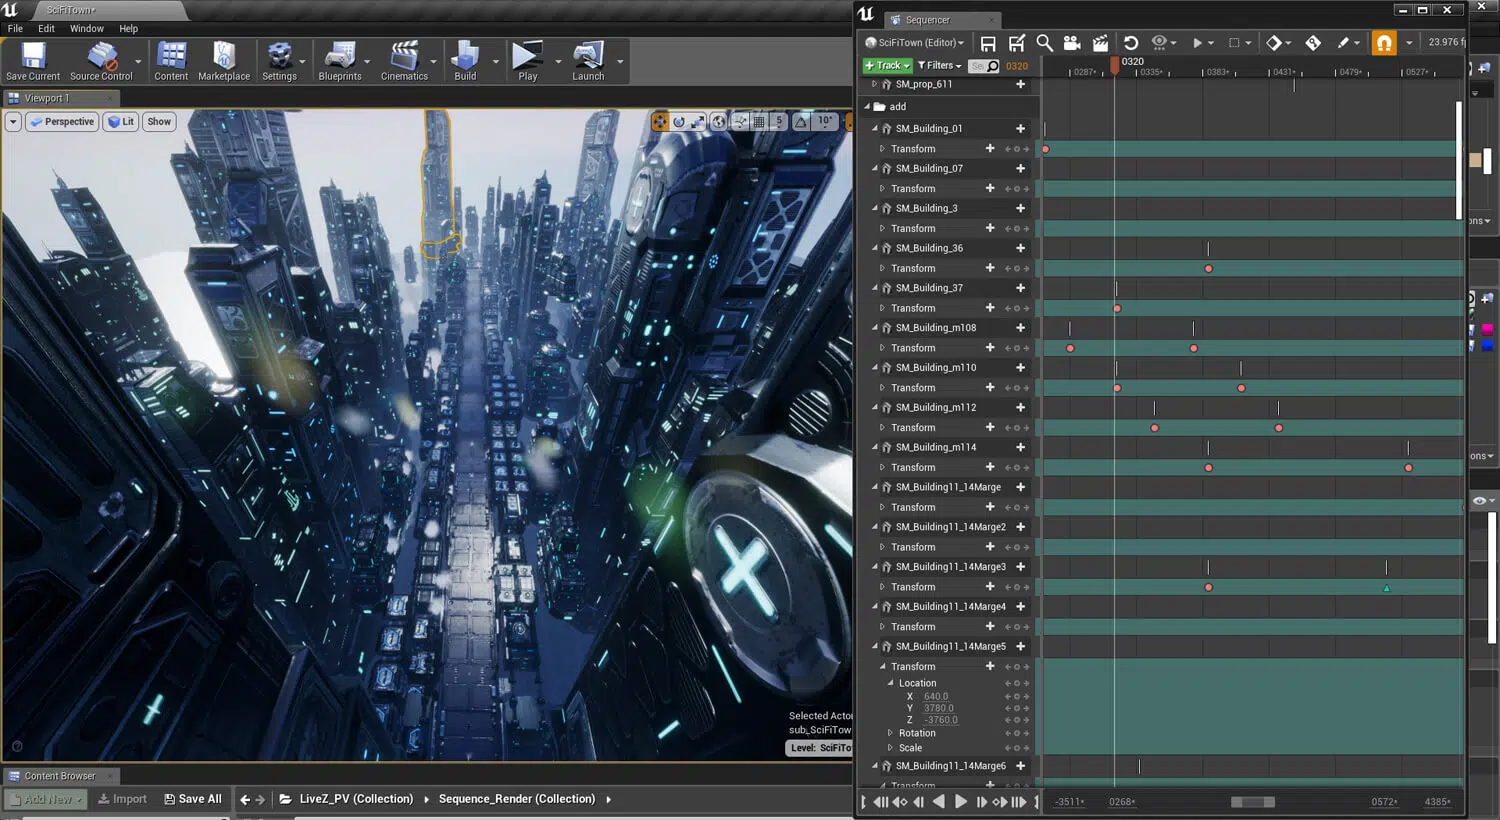 SciFiTown*
File Edit Window Help
Save Current Source Control Content Marketplace Settings Blueprints Cinematics Build Play Launch
Viewport 1
Perspective Lit Show 5 10°
Selected Actor
sub_SciFiTow
Level: SciFiTo
Content Browser
Add New Import Save All LiveZ_PV (Collection) Sequence_Render (Collection)
Sequencer
SciFiTown (Editor) 23.976 f
Track Filters 0320
0320
0287* 0335* 0383* 0431* 0479* 0527*
SM_prop_611
add
SM_Building_01
Transform
SM_Building_07
Transform
SM_Building_3
Transform
SM_Building_36
Transform
SM_Building_37
Transform
SM_Building_m108
Transform
SM_Building_m110
Transform
SM_Building_m112
Transform
SM_Building_m114
Transform
SM_Building11_14Marge
Transform
SM_Building11_14Marge2
Transform
SM_Building11_14Marge3
Transform
SM_Building11_14Marge4
Transform
SM_Building11_14Marge5
Transform
Location
X 640.0
Y 3780.0
Z -3760.0
Rotation
Scale
SM_Building11_14Marge6
Transform
-3511* 0268* 0572* 4385*
ons
ons